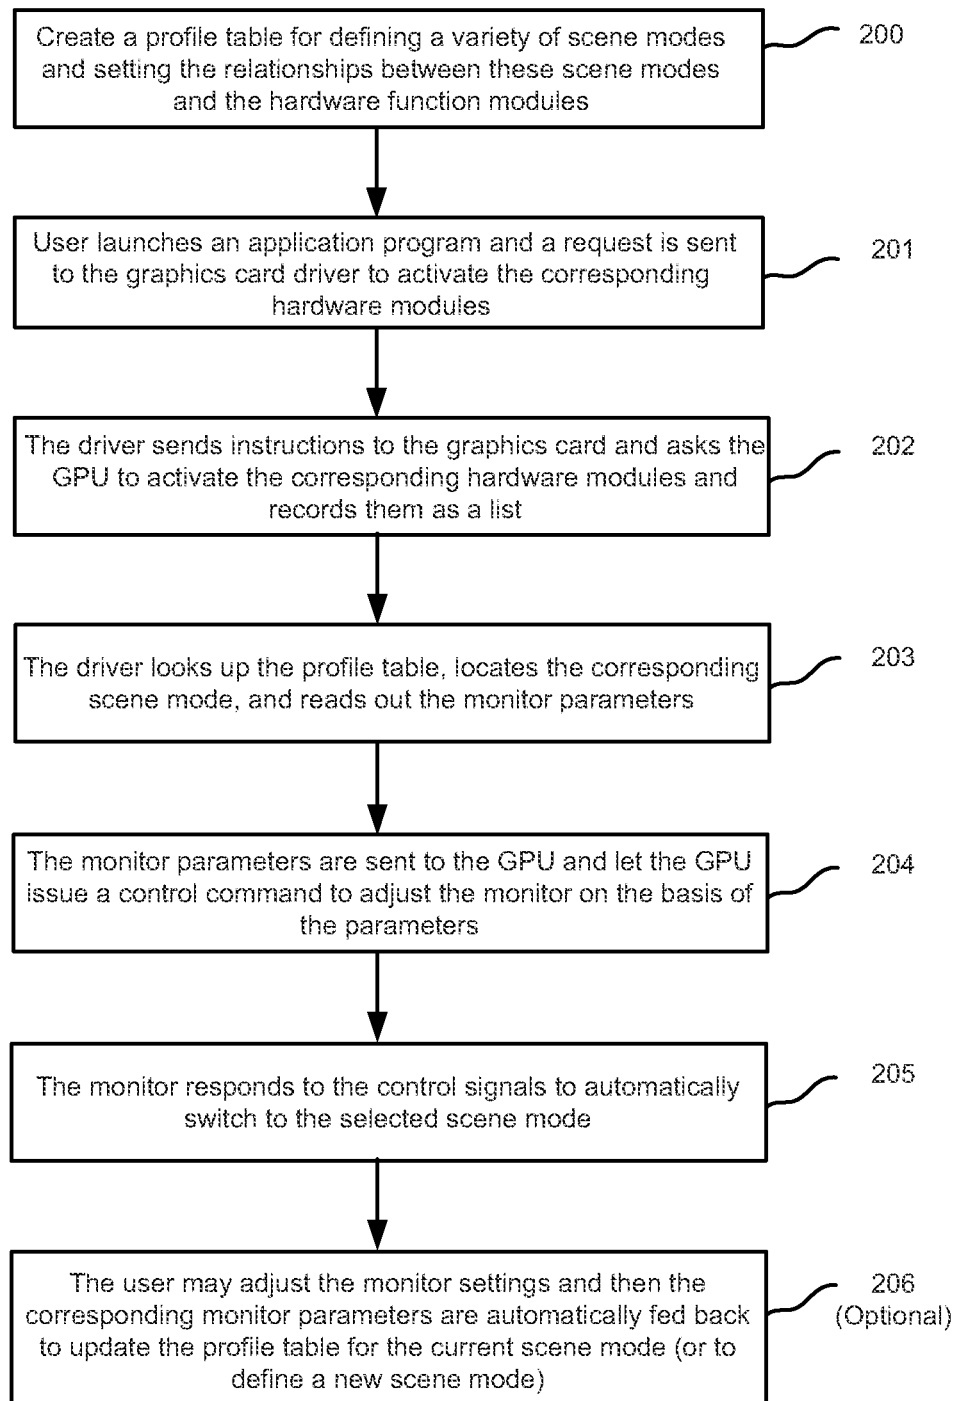 Create a profile table for defining a variety of scene modes
and setting the relationships between these scene modes
and the hardware function modules
200
User launches an application program and a request is sent
to the graphics card driver to activate the corresponding
hardware modules
201
The driver sends instructions to the graphics card and asks the
GPU to activate the corresponding hardware modules and
records them as a list
202
The driver looks up the profile table, locates the corresponding
scene mode, and reads out the monitor parameters
203
The monitor parameters are sent to the GPU and let the GPU
issue a control command to adjust the monitor on the basis of
the parameters
204
The monitor responds to the control signals to automatically
switch to the selected scene mode
205
The user may adjust the monitor settings and then the
corresponding monitor parameters are automatically fed back
to update the profile table for the current scene mode (or to
define a new scene mode)
206
(Optional)